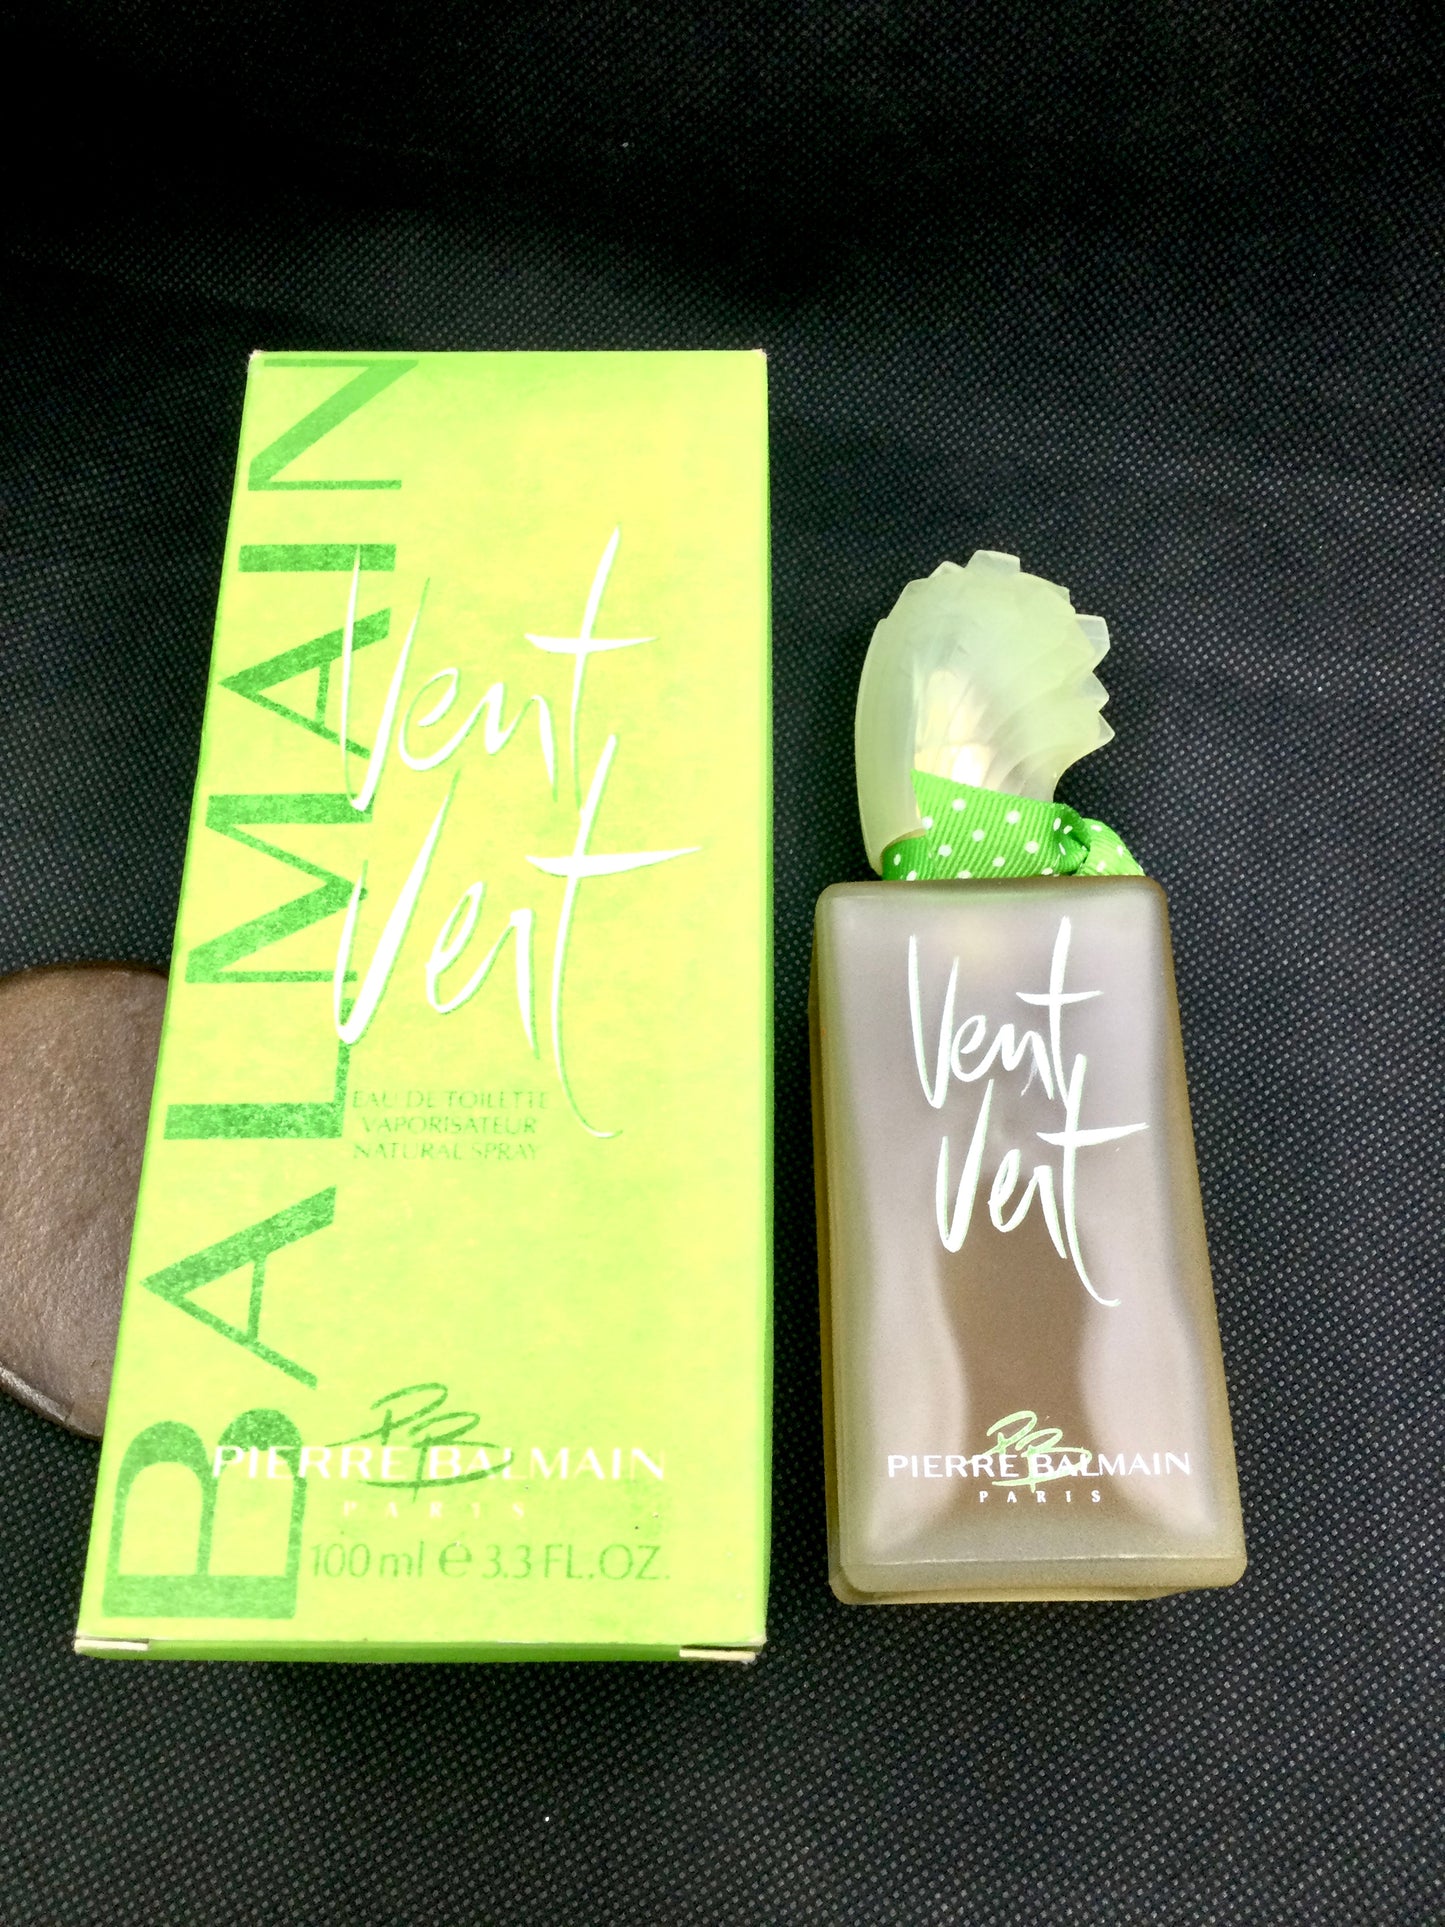 BALMAIN
Vent
Vert
EAU DE TOILETTE
VAPORISATEUR
NATURAL SPRAY
PB
PIERRE BALMAIN
PARIS
100 ml e 3.3 FL.OZ.
Vent
Vert
PB
PIERRE BALMAIN
PARIS